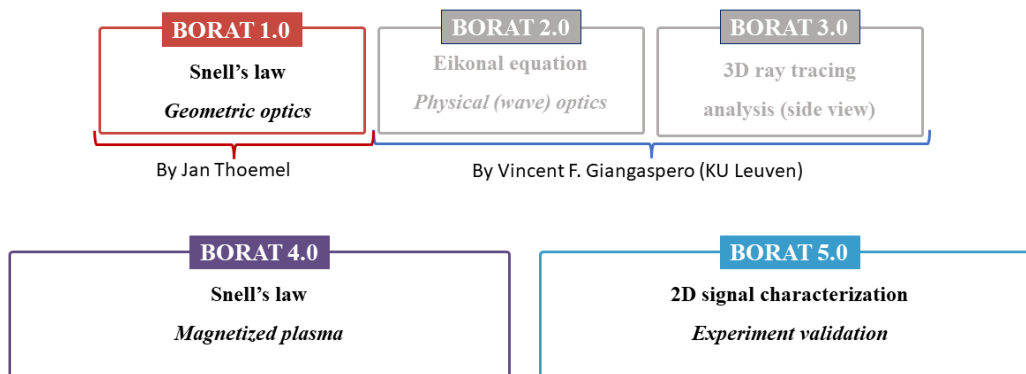 BORAT 1.0
Snell's law
Geometric optics
BORAT 2.0
Eikonal equation
Physical (wave) optics
BORAT 3.0
3D ray tracing
analysis (side view)
By Jan Thoemel
By Vincent F. Giangaspero (KU Leuven)
BORAT 4.0
Snell's law
Magnetized plasma
BORAT 5.0
2D signal characterization
Experiment validation